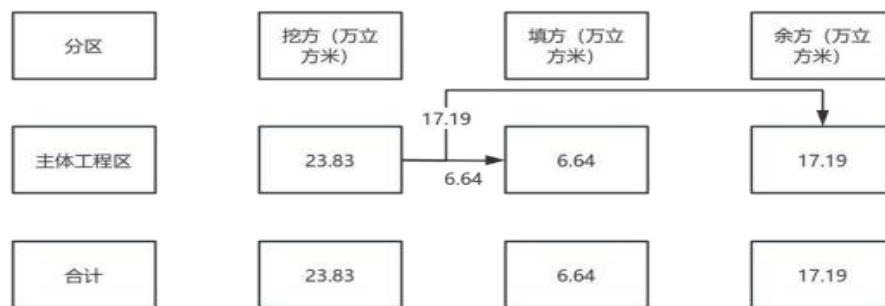 分区
挖方（万立
方米）
填方（万立
方米）
余方（万立
方米）
17.19
主体工程区
23.83
6.64
6.64
17.19
合计
23.83
6.64
17.19